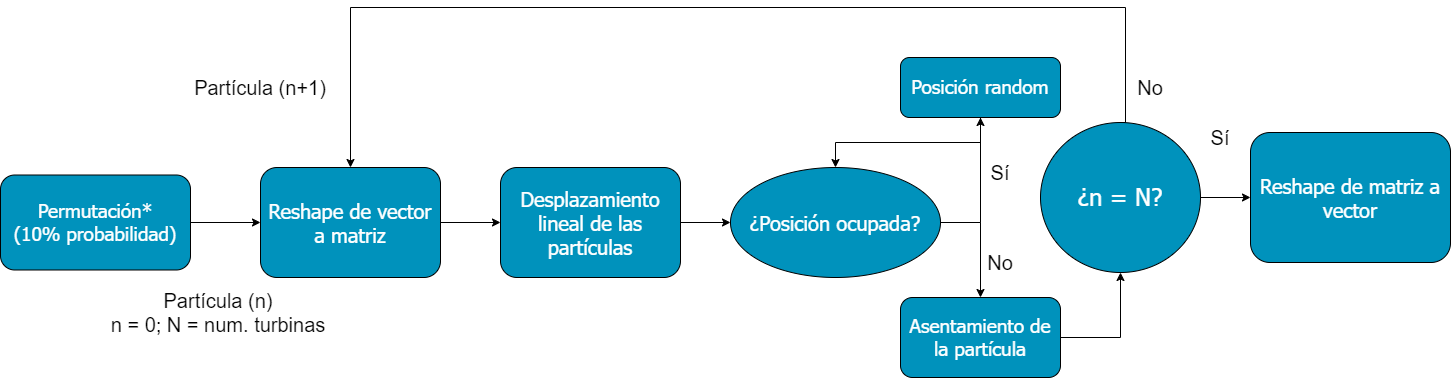 Partícula (n+1)
Permutación*
(10% probabilidad)
Partícula (n)
n = 0; N = num. turbinas
Reshape de vector
a matriz
Desplazamiento
lineal de las
partículas
¿Posición ocupada?
Sí
Posición random
No
Asentamiento de
la partícula
¿n = N?
No
Sí
Reshape de matriz a
vector